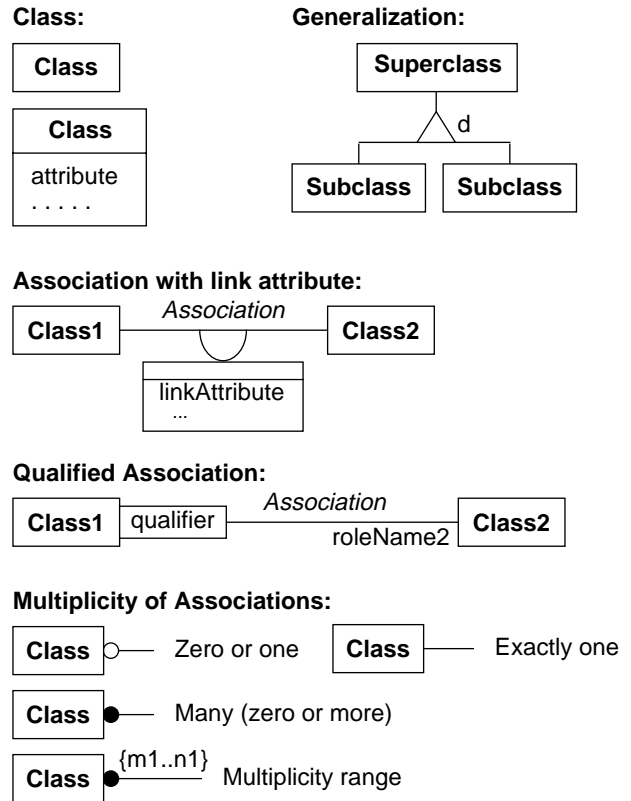 Class:
Generalization:
Class
Superclass
Class
attribute
. . . . .
d
Subclass
Subclass
Association with link attribute:
Class1
Association
Class2
linkAttribute
...
Qualified Association:
Class1
qualifier
Association
roleName2
Class2
Multiplicity of Associations:
Class
Zero or one
Class
Exactly one
Class
Many (zero or more)
Class
{m1..n1}
Multiplicity range